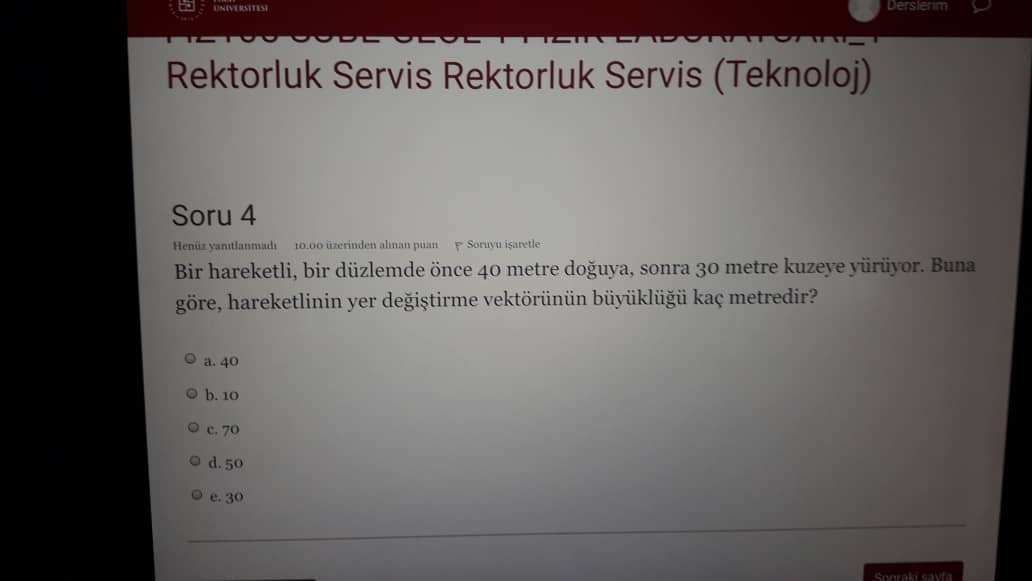 ÜNİVERSİTESİ
Derslerim
Rektorluk Servis Rektorluk Servis (Teknoloj)
Soru 4
Henüz yanıtlanmadı 10.00 üzerinden alınan puan Soruyu işaretle
Bir hareketli, bir düzlemde önce 40 metre doğuya, sonra 30 metre kuzeye yürüyor. Buna
göre, hareketlinin yer değiştirme vektörünün büyüklüğü kaç metredir?
a. 40
b. 10
c. 70
d. 50
e. 30
Sonraki sayfa